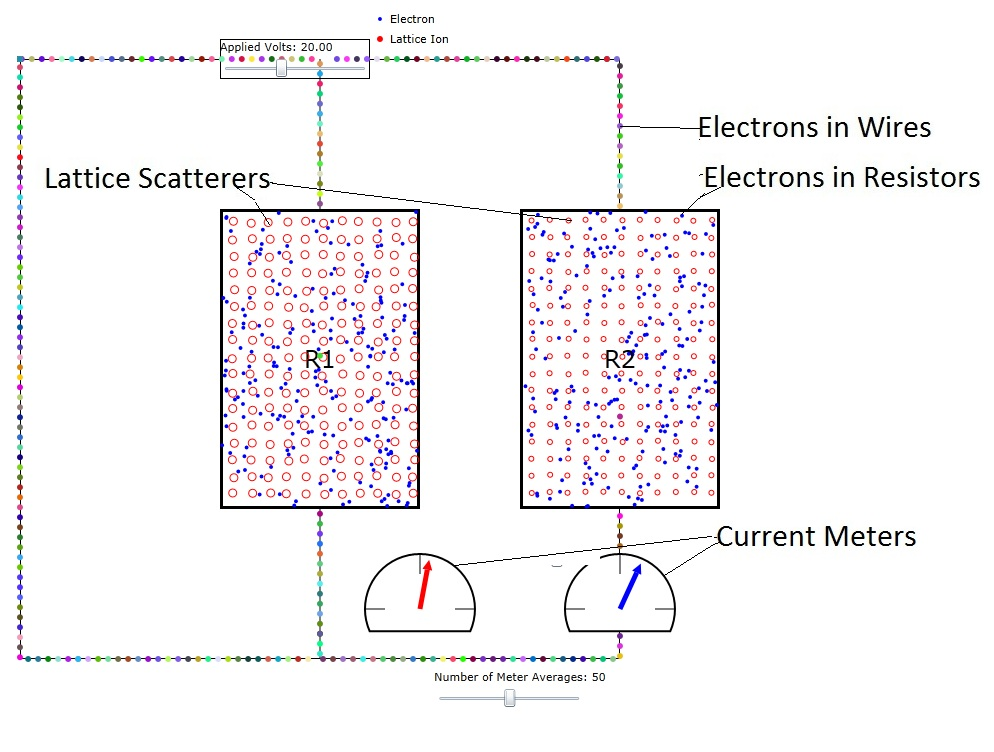 Electron
Lattice Ion
Applied Volts: 20.00
Electrons in Wires
Lattice Scatterers
Electrons in Resistors
R1
R2
Current Meters
Number of Meter Averages: 50